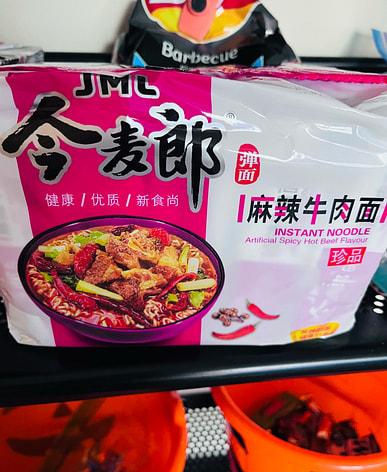 Barbecue
JML
今麦郎®
弹面
健康/优质/新食尚
麻辣牛肉面
INSTANT NOODLE
Artificial Spicy Hot Beef Flavour
珍品